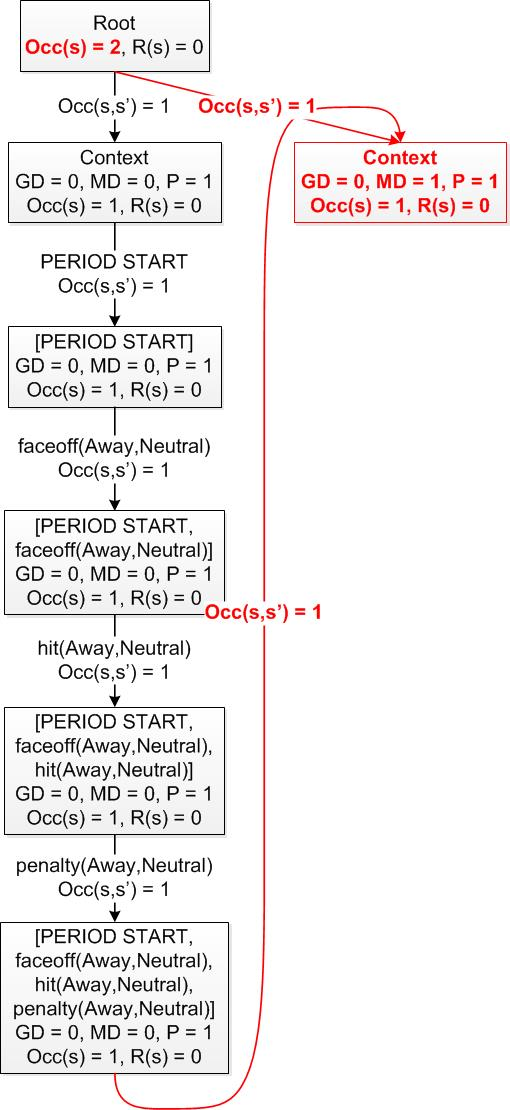 Root
Occ(s) = 2, R(s) = 0
Occ(s,s’) = 1
Occ(s,s’) = 1
Context
GD = 0, MD = 0, P = 1
Occ(s) = 1, R(s) = 0
Context
GD = 0, MD = 1, P = 1
Occ(s) = 1, R(s) = 0
PERIOD START
Occ(s,s’) = 1
[PERIOD START]
GD = 0, MD = 0, P = 1
Occ(s) = 1, R(s) = 0
faceoff(Away,Neutral)
Occ(s,s’) = 1
[PERIOD START,
faceoff(Away,Neutral)]
GD = 0, MD = 0, P = 1
Occ(s) = 1, R(s) = 0
Occ(s,s’) = 1
hit(Away,Neutral)
Occ(s,s’) = 1
[PERIOD START,
faceoff(Away,Neutral),
hit(Away,Neutral)]
GD = 0, MD = 0, P = 1
Occ(s) = 1, R(s) = 0
penalty(Away,Neutral)
Occ(s,s’) = 1
[PERIOD START,
faceoff(Away,Neutral),
hit(Away,Neutral),
penalty(Away,Neutral)]
GD = 0, MD = 0, P = 1
Occ(s) = 1, R(s) = 0